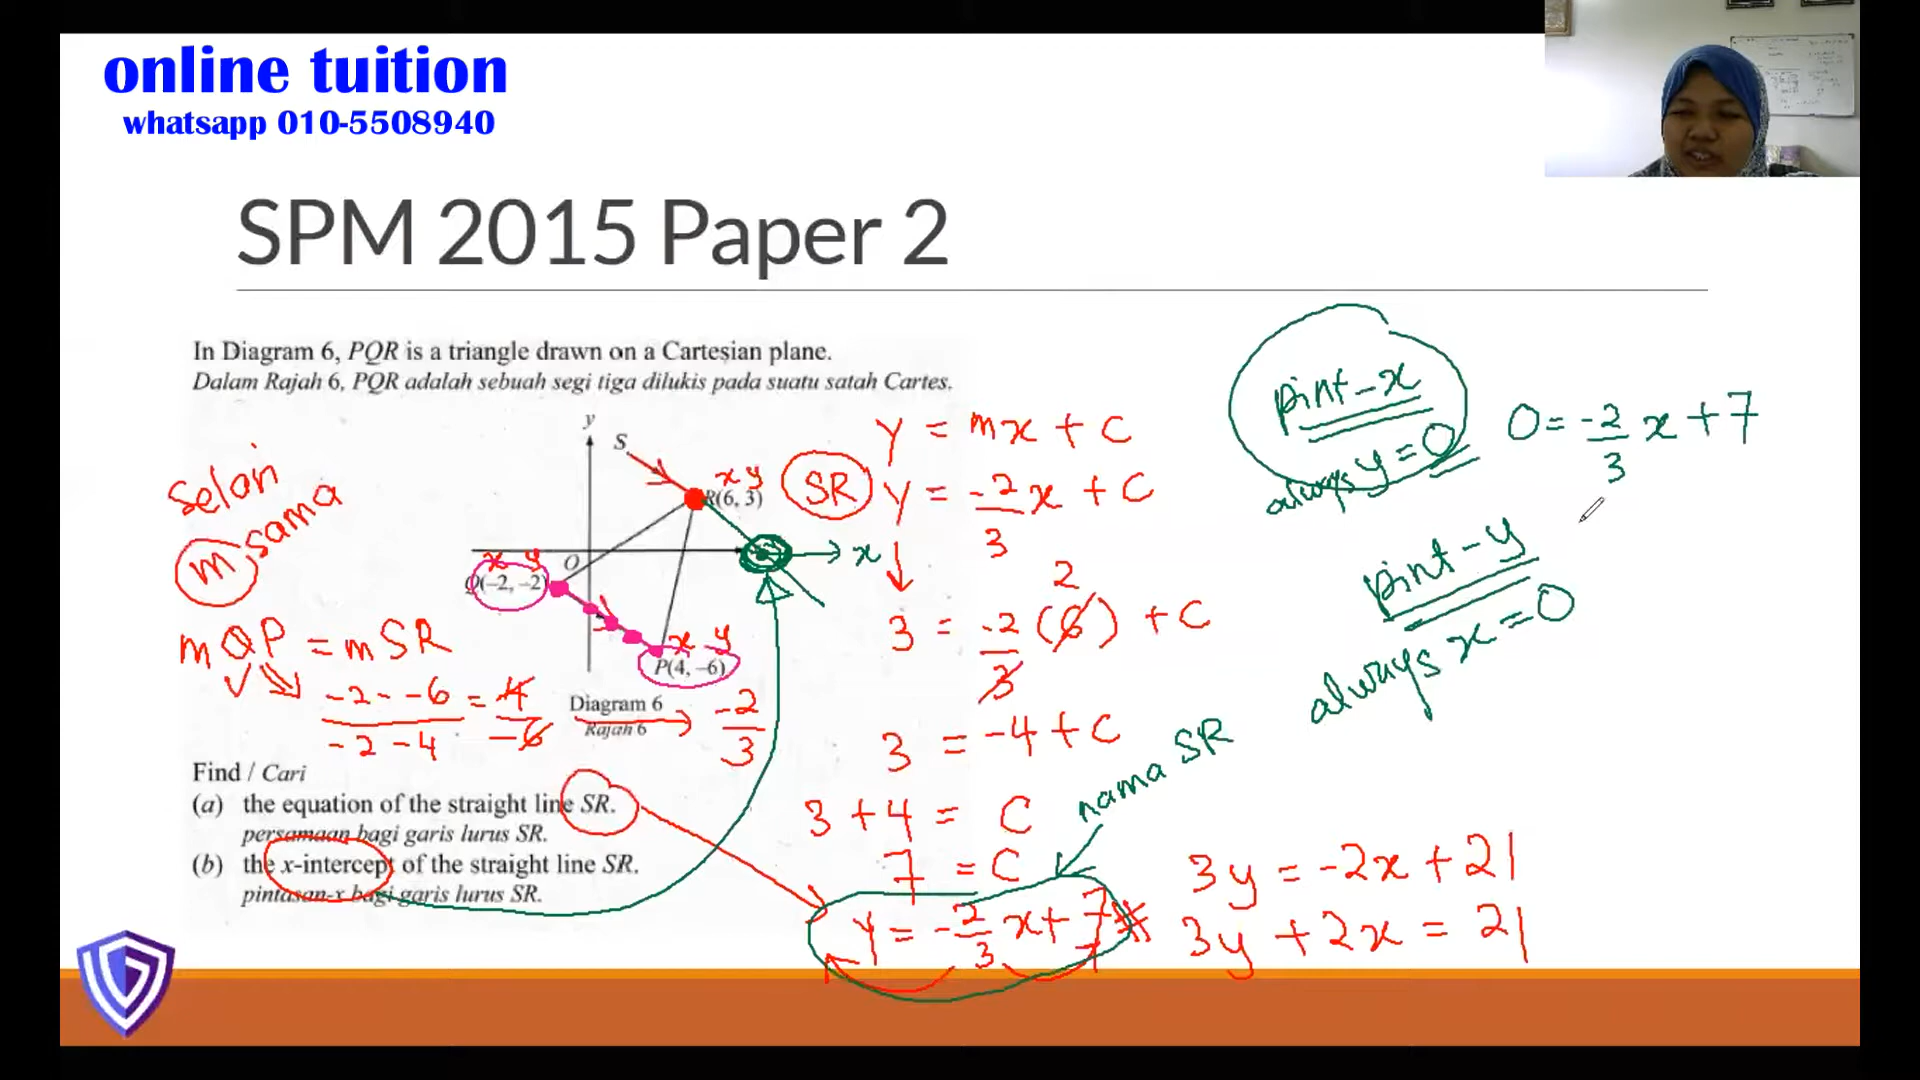 online tuition
whatsapp 010-5508940
SPM 2015 Paper 2
In Diagram 6, PQR is a triangle drawn on a Cartesian plane.
Dalam Rajah 6, PQR adalah sebuah segi tiga dilukis pada suatu satah Cartes.
y
S
x y
R(6, 3)
x
O
x y
Q(–2, –2)
x y
P(4, –6)
Diagram 6
Rajah 6
selari
m sama
mQP = mSR
-2 - -6 = 4
-2 - 4 -6
-2
3
Find / Cari
(a) the equation of the straight line SR.
persamaan bagi garis lurus SR.
(b) the x-intercept of the straight line SR.
pintasan-x bagi garis lurus SR.
y = mx + c
SR y = -2/3 x + c
2
3 = -2/3 (6) + c
3 = -4 + c
3 + 4 = c
7 = c
nama SR
y = -2/3 x + 7
3y = -2x + 21
3y + 2x = 21
pint-x
always y = 0
0 = -2/3 x + 7
pint-y
always x = 0